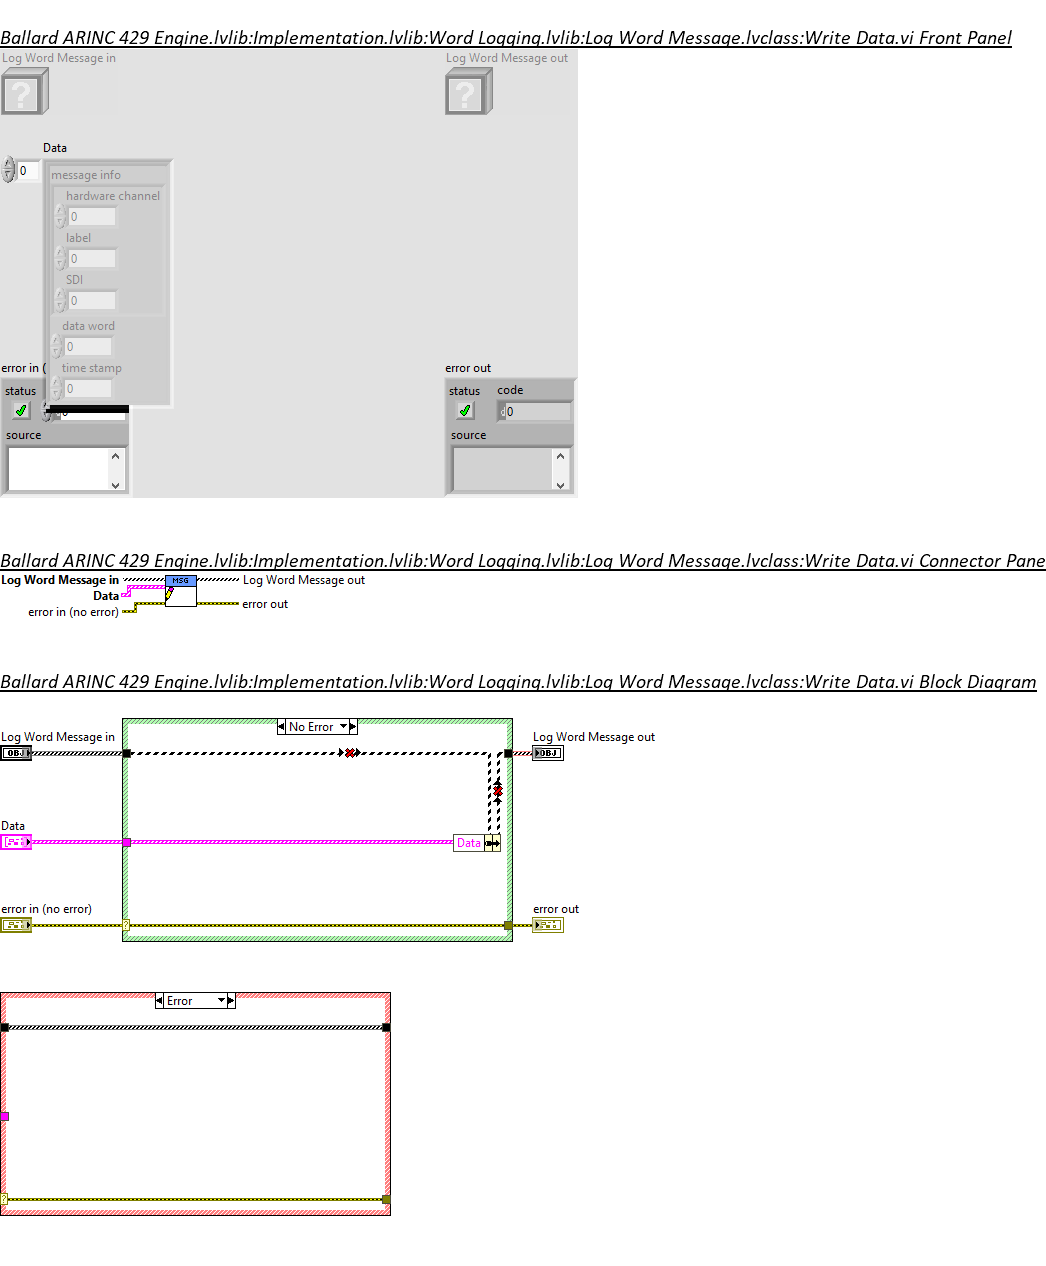 Ballard ARINC 429 Engine.lvlib:Implementation.lvlib:Word Logging.lvlib:Log Word Message.lvclass:Write Data.vi Front Panel
Log Word Message in
Log Word Message out
?
?
Data
0
message info
hardware channel
0
label
0
SDI
0
data word
0
time stamp
0
error in (
error out
status
status
code
0
d0
source
source
Ballard ARINC 429 Engine.lvlib:Implementation.lvlib:Word Logging.lvlib:Log Word Message.lvclass:Write Data.vi Connector Pane
Log Word Message in
MSG
Log Word Message out
Data
error in (no error)
error out
Ballard ARINC 429 Engine.lvlib:Implementation.lvlib:Word Logging.lvlib:Log Word Message.lvclass:Write Data.vi Block Diagram
No Error
Log Word Message in
Log Word Message out
OBJ
OBJ
Data
Data
error in (no error)
error out
?
Error
?